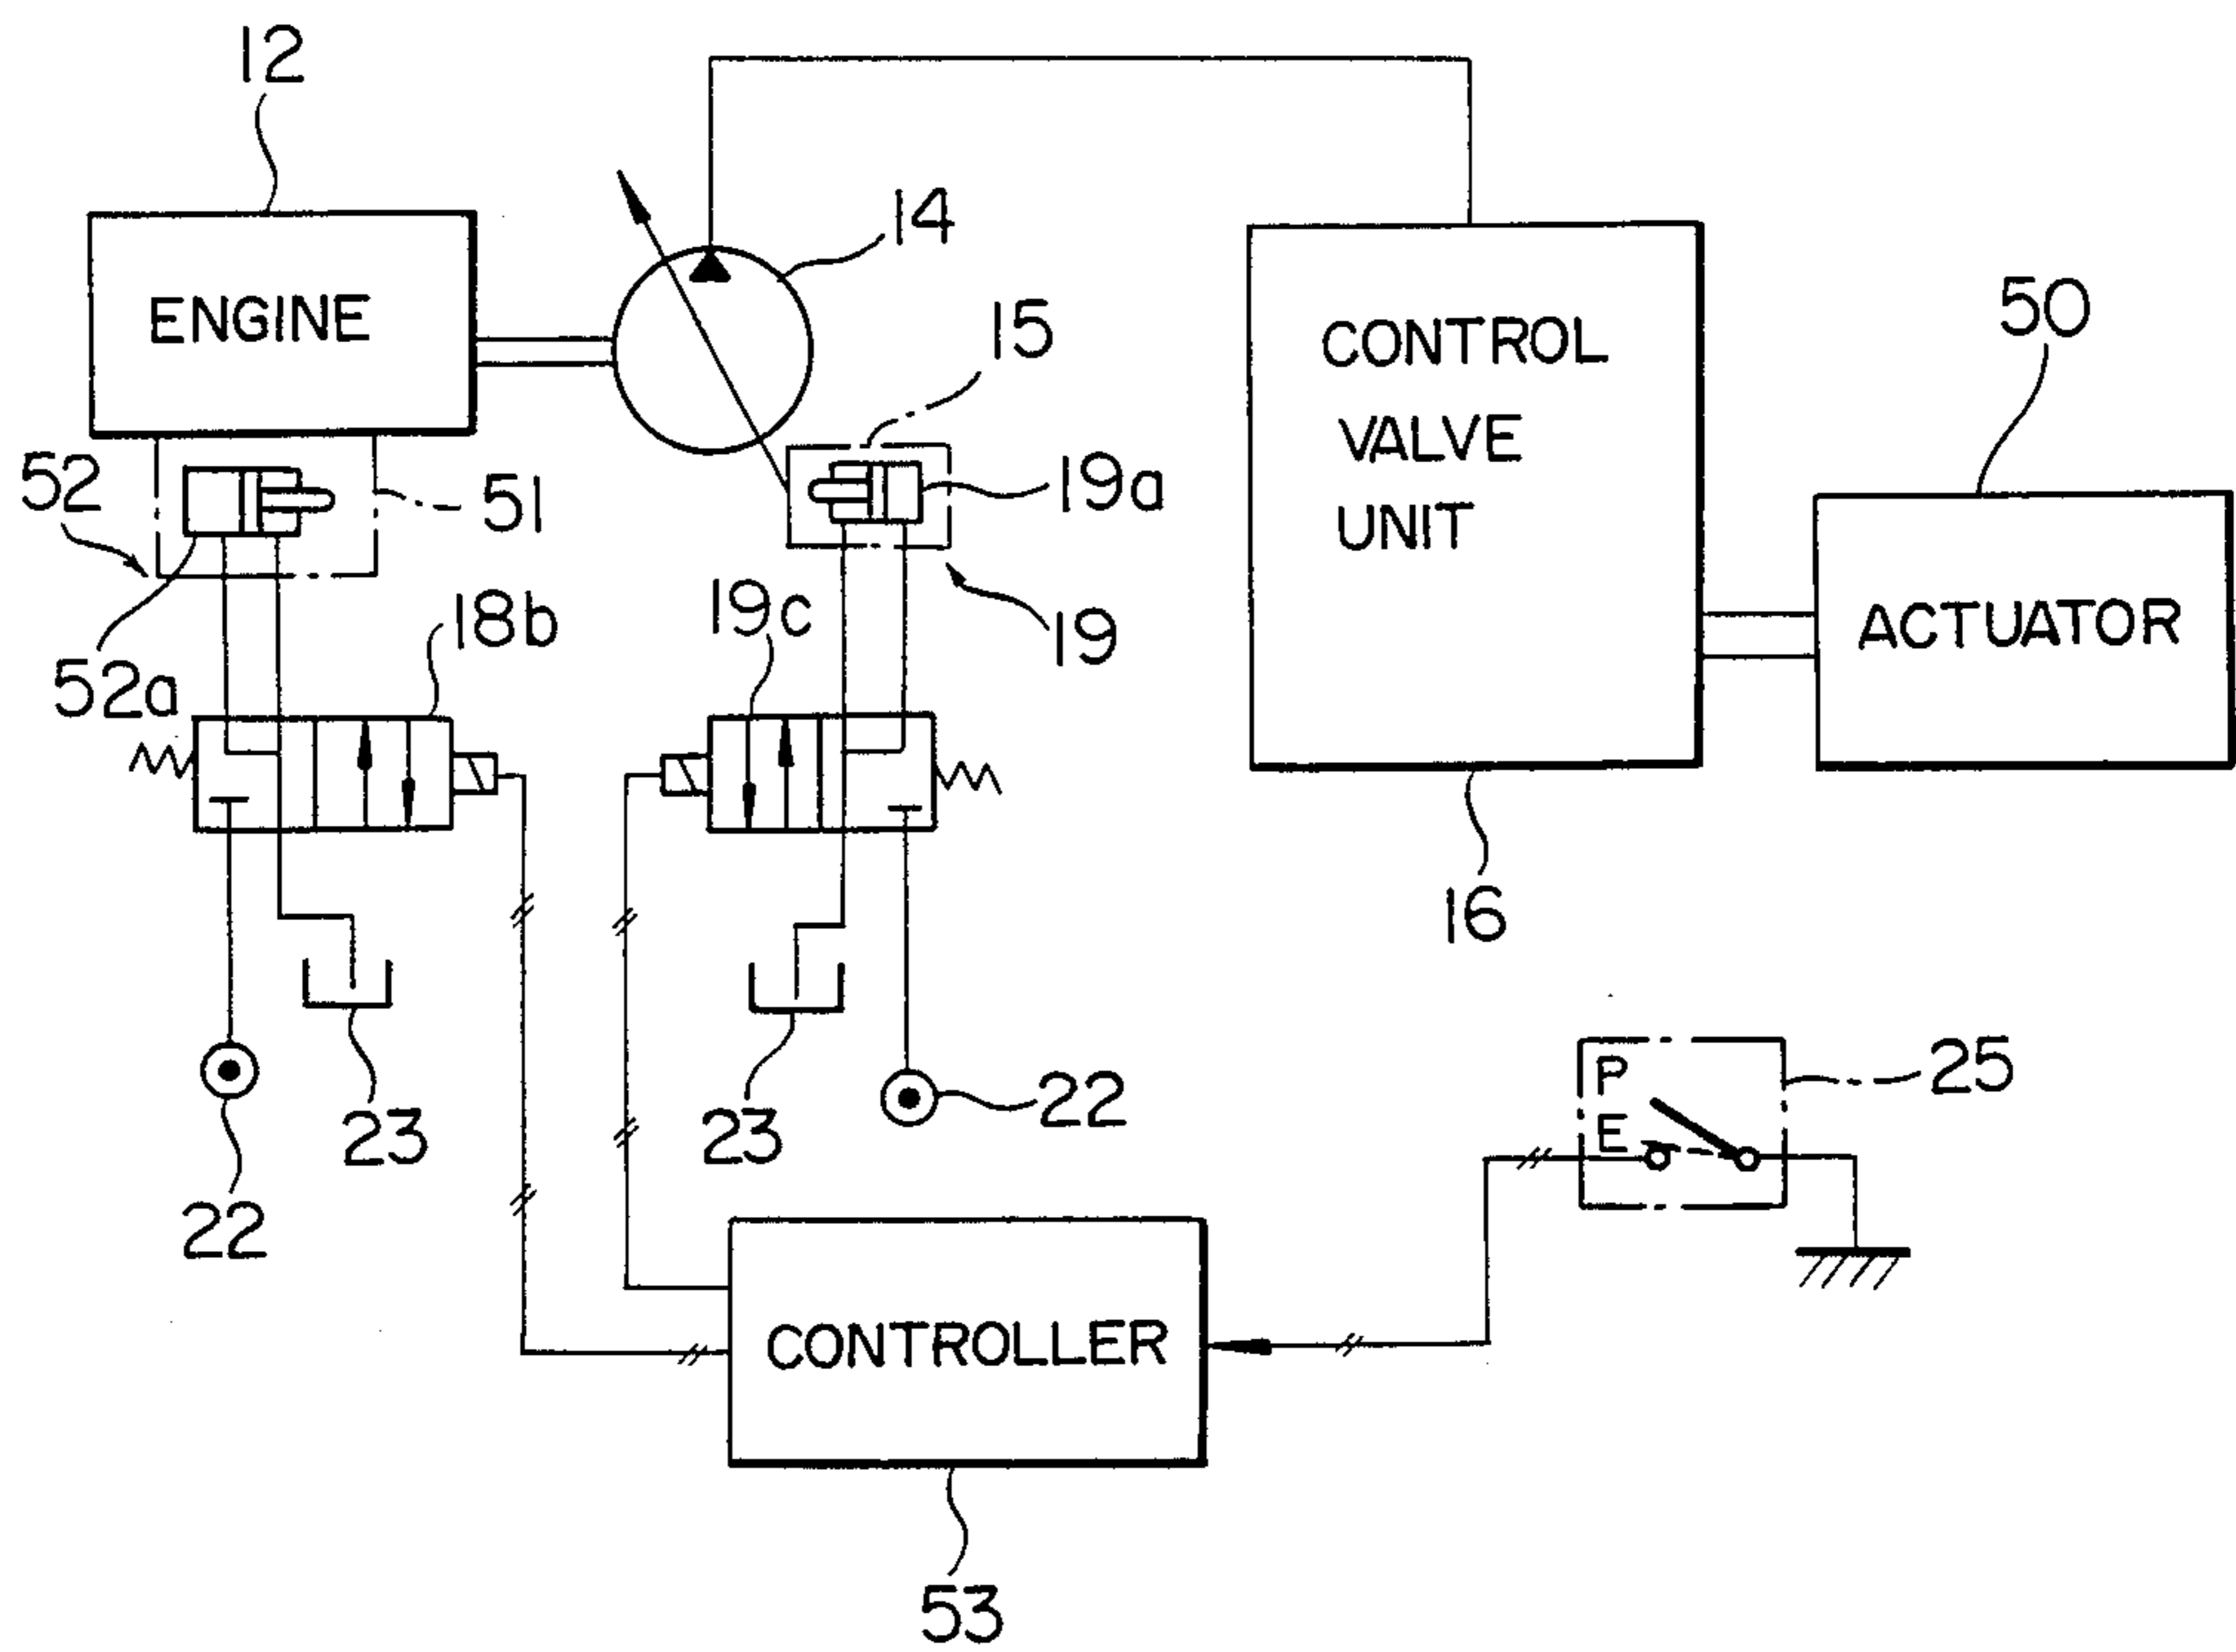 12
14
15
ENGINE
CONTROL
VALVE
UNIT
50
52
51
19a
18b
19c
19
52a
ACTUATOR
16
23
23
22
22
P
E
25
CONTROLLER
53